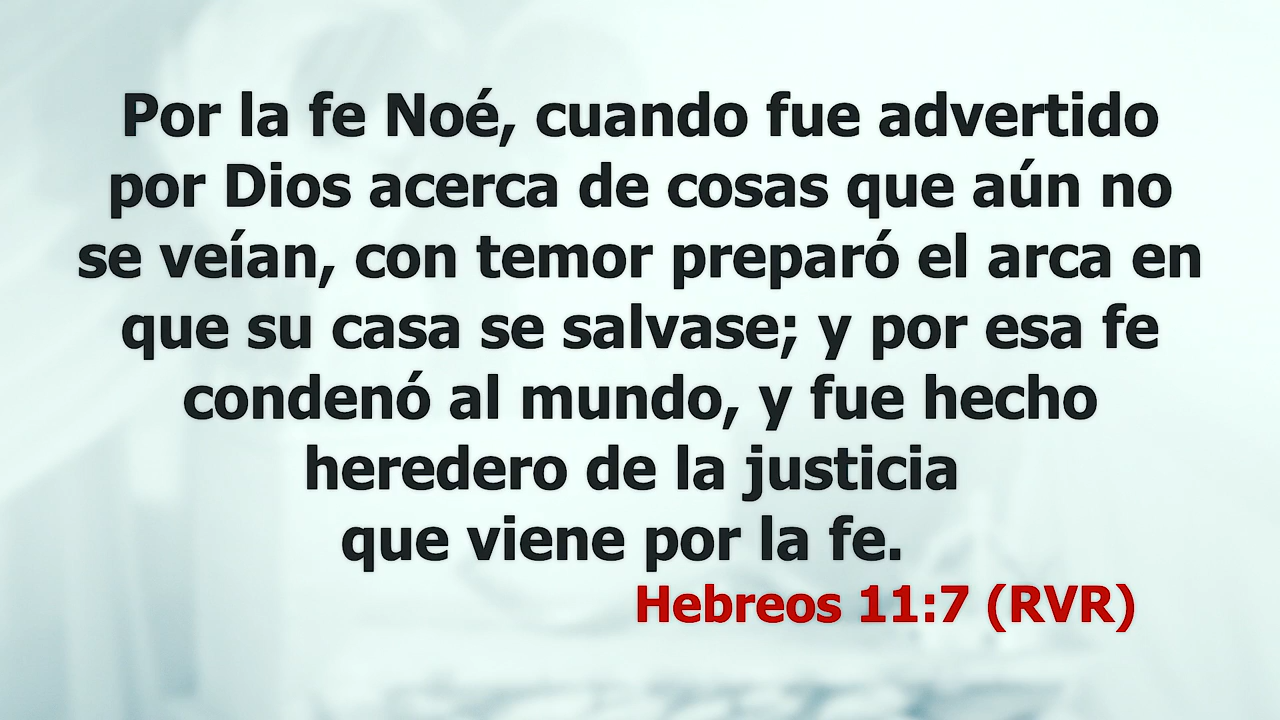 Por la fe Noé, cuando fue advertido
por Dios acerca de cosas que aún no
se veían, con temor preparó el arca en
que su casa se salvase; y por esa fe
condenó al mundo, y fue hecho
heredero de la justicia
que viene por la fe.
Hebreos 11:7 (RVR)